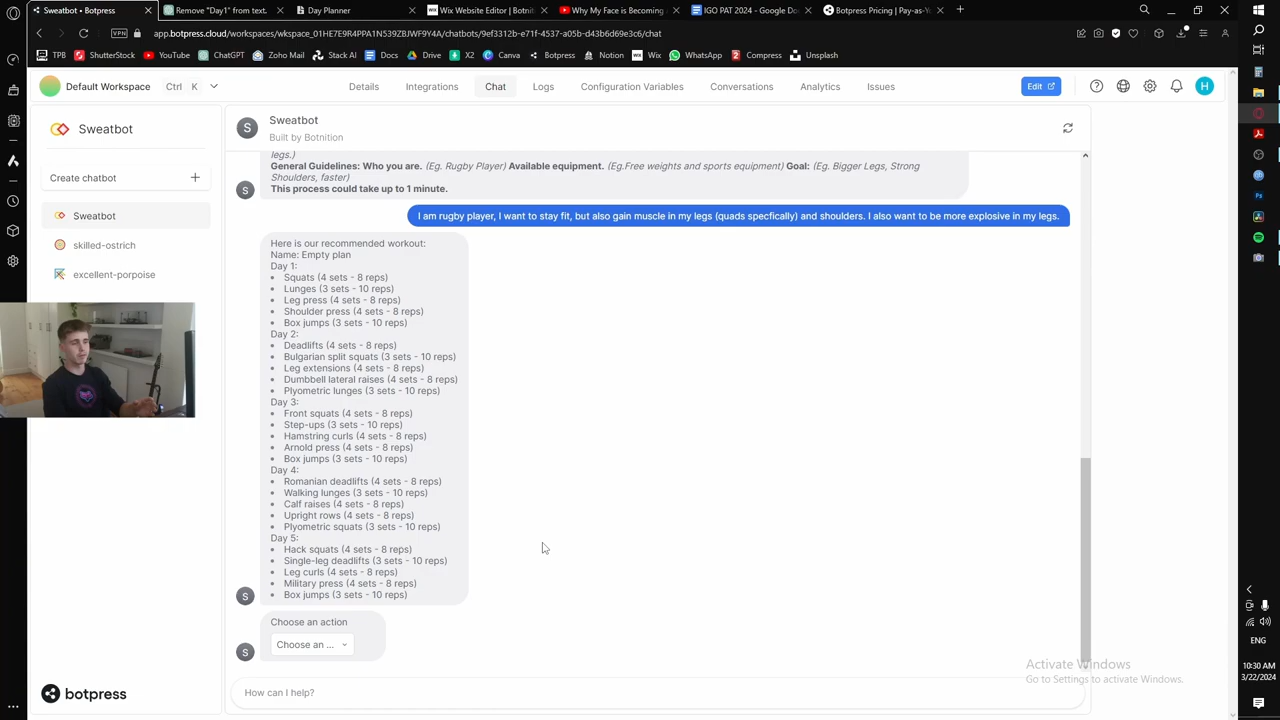 Sweatbot • Botpress
Remove "Day1" from text.
Day Planner
Wix Website Editor | Botnit
Why My Face is Becoming
IGO PAT 2024 - Google Doc
Botpress Pricing | Pay-as-Y
VPN
app.botpress.cloud/workspaces/wkspace_01HE7E9R4PPA1N539ZBJWF9Y4A/chatbots/9ef3312b-e71f-4537-a05b-d43b6d69e3c6/chat
TPB
ShutterStock
YouTube
ChatGPT
ZoHo Mail
Stack AI
Docs
Drive
X2
Canva
Botpress
Notion
Wix
WhatsApp
Compress
Unsplash
Default Workspace
Ctrl K
Details
Integrations
Chat
Logs
Configuration Variables
Conversations
Analytics
Issues
Edit
H
Sweatbot
Create chatbot
Sweatbot
skilled-ostrich
excellent-porpoise
botpress
S
Sweatbot
Built by Botnition
legs.)
General Guidelines: Who you are. (Eg. Rugby Player) Available equipment. (Eg.Free weights and sports equipment) Goal: (Eg. Bigger Legs, Strong
Shoulders, faster)
This process could take up to 1 minute.
S
I am rugby player, I want to stay fit, but also gain muscle in my legs (quads specfically) and shoulders. I also want to be more explosive in my legs.
Here is our recommended workout:
Name: Empty plan
Day 1:
• Squats (4 sets - 8 reps)
• Lunges (3 sets - 10 reps)
• Leg press (4 sets - 8 reps)
• Shoulder press (4 sets - 8 reps)
• Box jumps (3 sets - 10 reps)
Day 2:
• Deadlifts (4 sets - 8 reps)
• Bulgarian split squats (3 sets - 10 reps)
• Leg extensions (4 sets - 8 reps)
• Dumbbell lateral raises (4 sets - 8 reps)
• Plyometric lunges (3 sets - 10 reps)
Day 3:
• Front squats (4 sets - 8 reps)
• Step-ups (3 sets - 10 reps)
• Hamstring curls (4 sets - 8 reps)
• Arnold press (4 sets - 8 reps)
• Box jumps (3 sets - 10 reps)
Day 4:
• Romanian deadlifts (4 sets - 8 reps)
• Walking lunges (3 sets - 10 reps)
• Calf raises (4 sets - 8 reps)
• Upright rows (4 sets - 8 reps)
• Plyometric squats (3 sets - 10 reps)
Day 5:
• Hack squats (4 sets - 8 reps)
• Single-leg deadlifts (3 sets - 10 reps)
• Leg curls (4 sets - 8 reps)
• Military press (4 sets - 8 reps)
• Box jumps (3 sets - 10 reps)
S
Choose an action
Choose an ...
S
How can I help?
Activate Windows
Go to Settings to activate Windows.
ENG
10:30 AM
3/22/2024